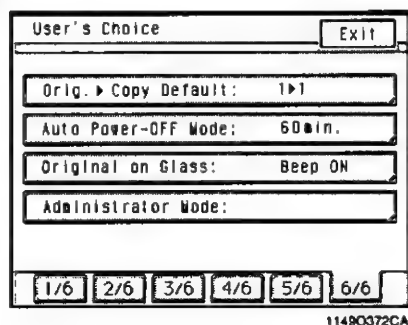 User's Choice Exit
Orig.▶Copy Default: 1▶1
Auto Power-OFF Mode: 60min.
Original on Glass: Beep ON
Administrator Mode:
1/6 2/6 3/6 4/6 5/6 6/6
1149O372CA